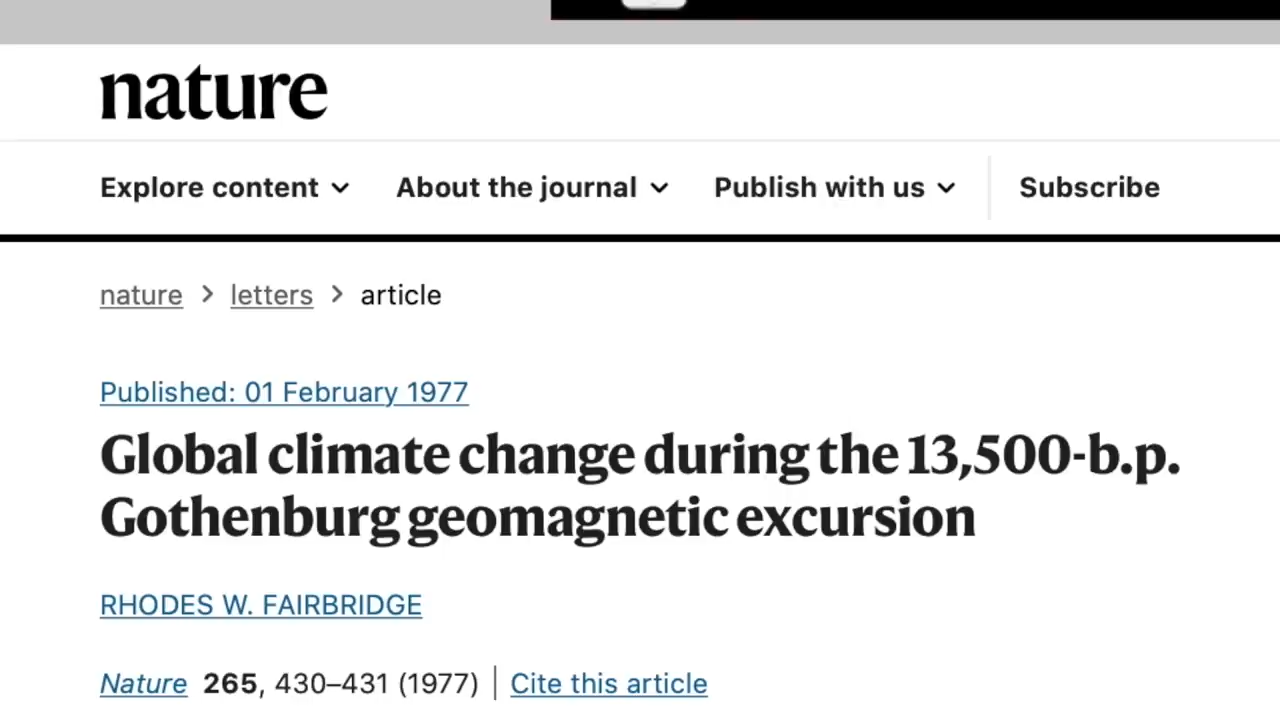 nature
Explore content About the journal Publish with us Subscribe
nature > letters > article
Published: 01 February 1977
Global climate change during the 13,500-b.p.
Gothenburg geomagnetic excursion
RHODES W. FAIRBRIDGE
Nature 265, 430–431 (1977) | Cite this article